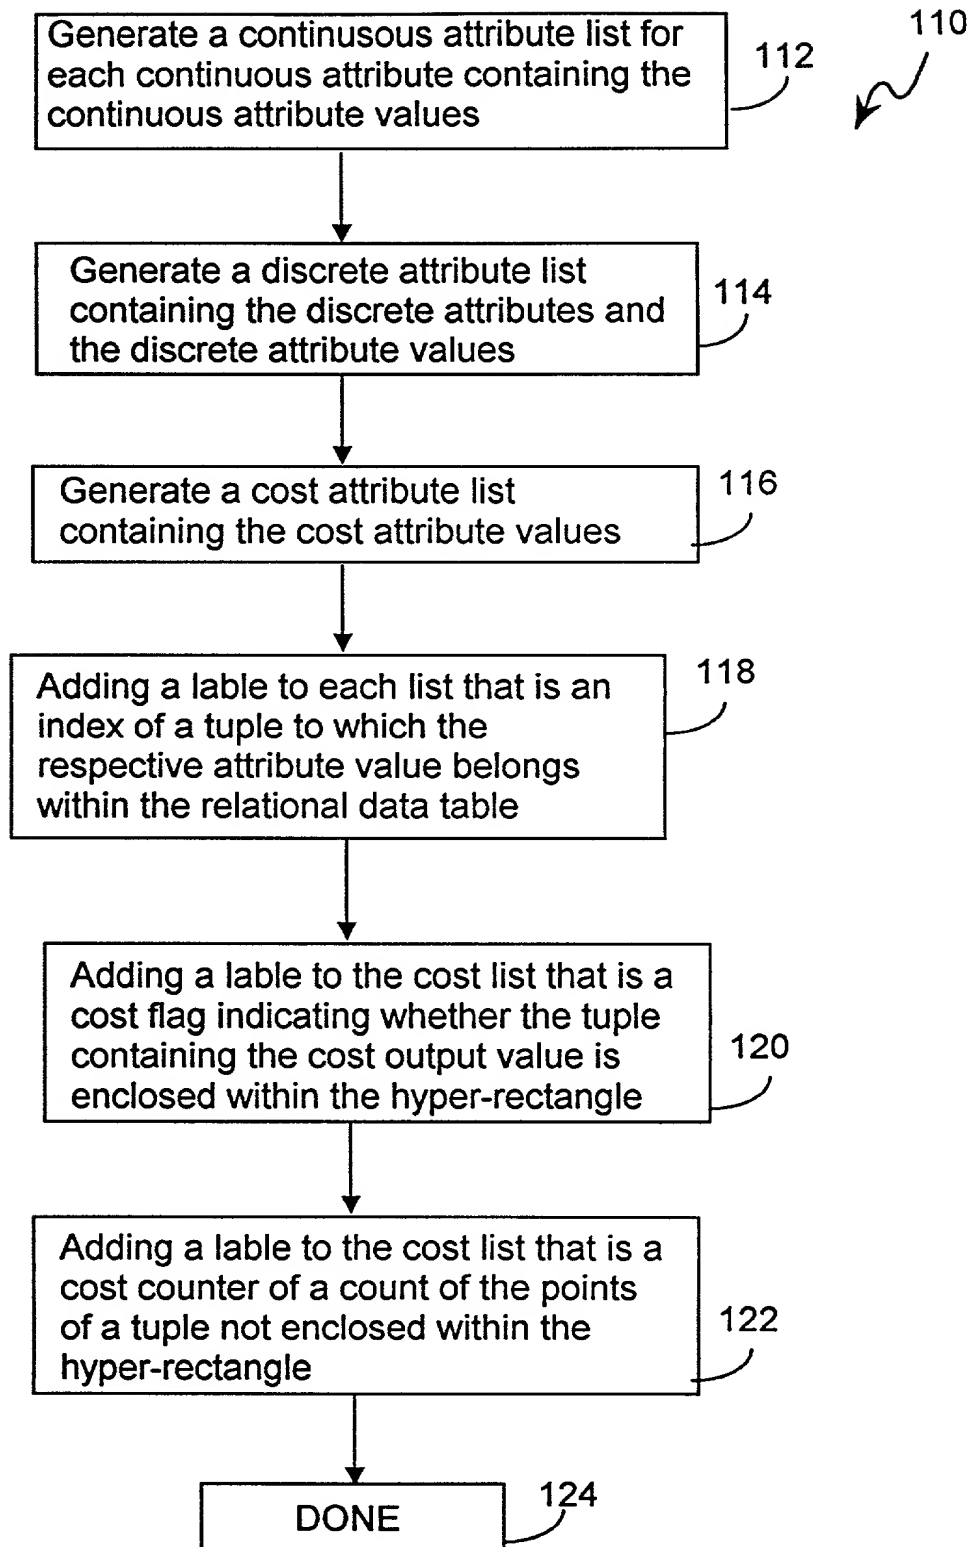 110
Generate a continusous attribute list for
each continuous attribute containing the
continuous attribute values
112
Generate a discrete attribute list
containing the discrete attributes and
the discrete attribute values
114
Generate a cost attribute list
containing the cost attribute values
116
Adding a lable to each list that is an
index of a tuple to which the
respective attribute value belongs
within the relational data table
118
Adding a lable to the cost list that is a
cost flag indicating whether the tuple
containing the cost output value is
enclosed within the hyper-rectangle
120
Adding a lable to the cost list that is a
cost counter of a count of the points
of a tuple not enclosed within the
hyper-rectangle
122
DONE
124